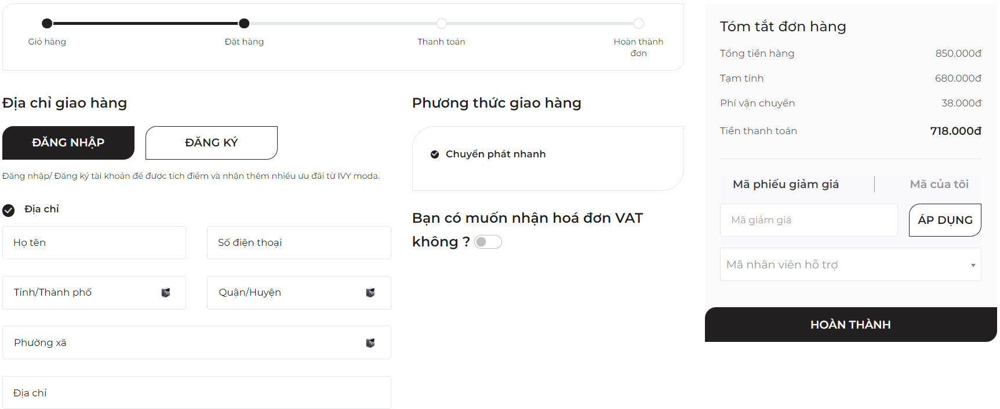 Giỏ hàng
Đặt hàng
Thanh toán
Hoàn thành
đơn
Địa chỉ giao hàng
ĐĂNG NHẬP
ĐĂNG KÝ
Đăng nhập/ Đăng ký tài khoản để được tích điểm và nhận thêm nhiều ưu đãi từ IVY moda.
Địa chỉ
Họ tên
Số điện thoại
Tỉnh/Thành phố
Quận/Huyện
Phường xã
Địa chỉ
Phương thức giao hàng
Chuyển phát nhanh
Bạn có muốn nhận hoá đơn VAT
không ?
Tóm tắt đơn hàng
Tổng tiền hàng 850.000đ
Tạm tính 680.000đ
Phí vận chuyển 38.000đ
Tiền thanh toán 718.000đ
Mã phiếu giảm giá
Mã của tôi
Mã giảm giá
ÁP DỤNG
Mã nhân viên hỗ trợ
HOÀN THÀNH